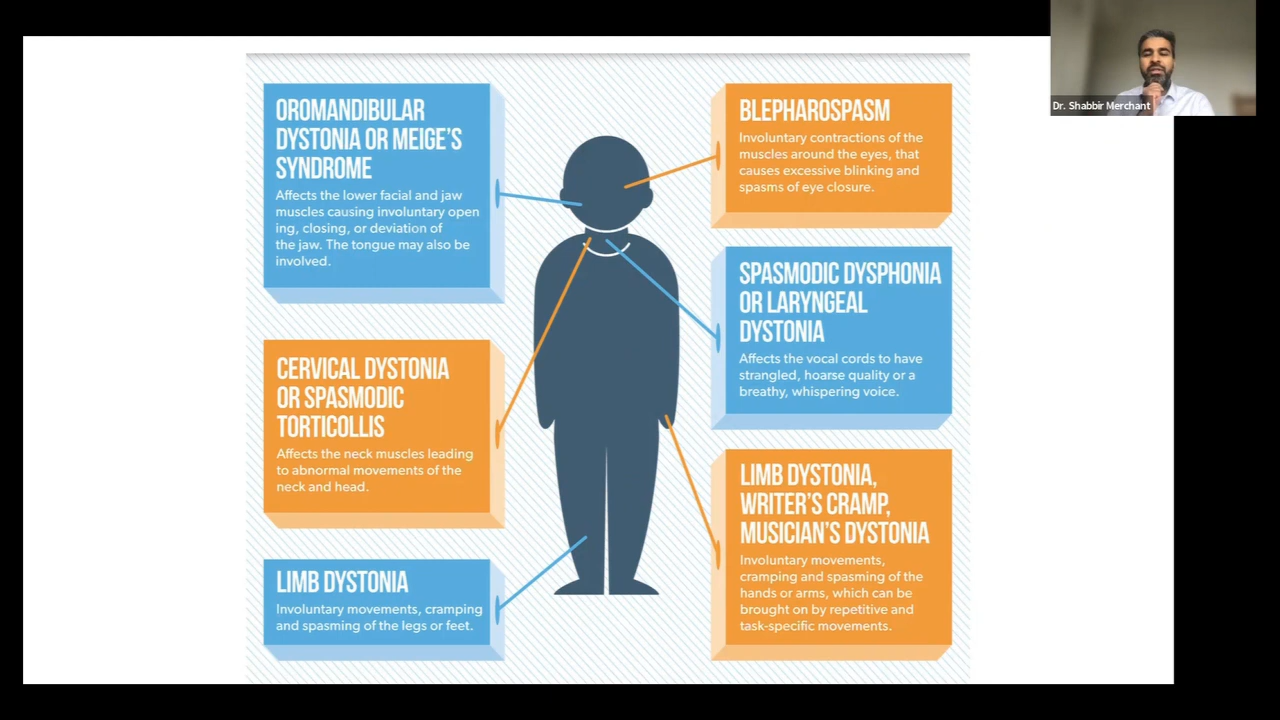 OROMANDIBULAR
DYSTONIA OR MEIGE'S
SYNDROME
Affects the lower facial and jaw
muscles causing involuntary open
ing, closing, or deviation of
the jaw. The tongue may also be
involved.
CERVICAL DYSTONIA
OR SPASMODIC
TORTICOLLIS
Affects the neck muscles leading
to abnormal movements of the
neck and head.
LIMB DYSTONIA
Involuntary movements, cramping
and spasming of the legs or feet.
BLEPHAROSPASM
Involuntary contractions of the
muscles around the eyes, that
causes excessive blinking and
spasms of eye closure.
SPASMODIC DYSPHONIA
OR LARYNGEAL
DYSTONIA
Affects the vocal cords to have
strangled, hoarse quality or a
breathy, whispering voice.
LIMB DYSTONIA,
WRITER'S CRAMP,
MUSICIAN'S DYSTONIA
Involuntary movements,
cramping and spasming of the
hands or arms, which can be
brought on by repetitive and
task-specific movements.
Dr. Shabbir Merchant